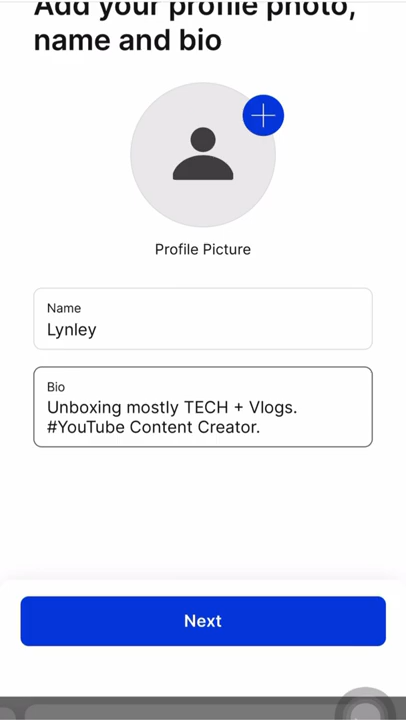 Add your profile photo,
name and bio
Profile Picture
Name
Lynley
Bio
Unboxing mostly TECH + Vlogs.
#YouTube Content Creator.
Next